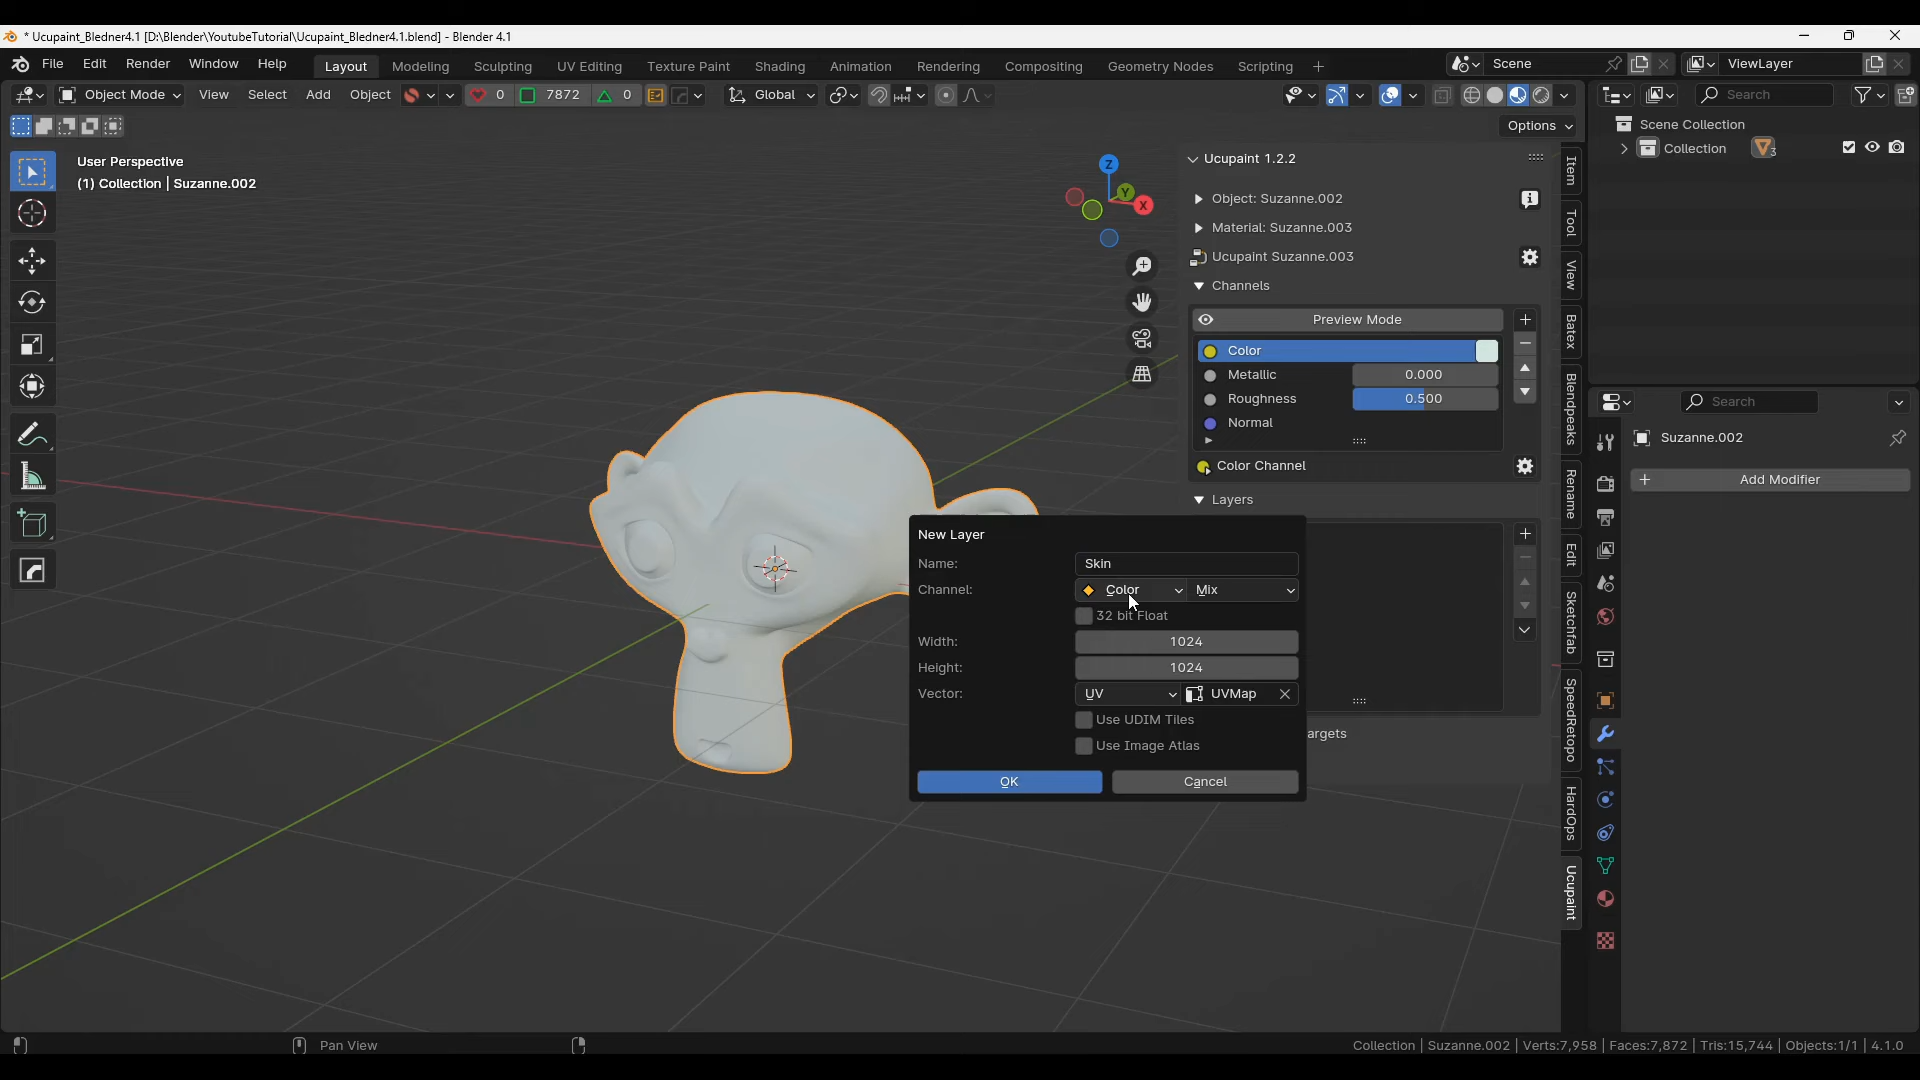 * Ucupaint_Bledner4.1 [D:\Blender\YoutubeTutorial\Ucupaint_Bledner4.1.blend] - Blender 4.1
File Edit Render Window Help Layout Modeling Sculpting UV Editing Texture Paint Shading Animation Rendering Compositing Geometry Nodes Scripting + Scene ViewLayer
Object Mode View Select Add Object 0 7872 0 Global Search
Options
Scene Collection
Collection 3
User Perspective
(1) Collection | Suzanne.002
Z
Y
X
Ucupaint 1.2.2
Object: Suzanne.002
Material: Suzanne.003
Ucupaint Suzanne.003
Channels
Preview Mode
Color
Metallic 0.000
Roughness 0.500
Normal
Color Channel
Layers
New Layer
Name: Skin
Channel: Color Mix
32 bit Float
Width: 1024
Height: 1024
Vector: UV UVMap
Use UDIM Tiles
Use Image Atlas
OK Cancel
argets
Item
Tool
View
Batex
Blendpeaks
Rename
Edit
Sketchfab
SpeedRetopo
HardOps
Ucupaint
Search
Suzanne.002
Add Modifier
Pan View
Collection | Suzanne.002 | Verts:7,958 | Faces:7,872 | Tris:15,744 | Objects:1/1 | 4.1.0